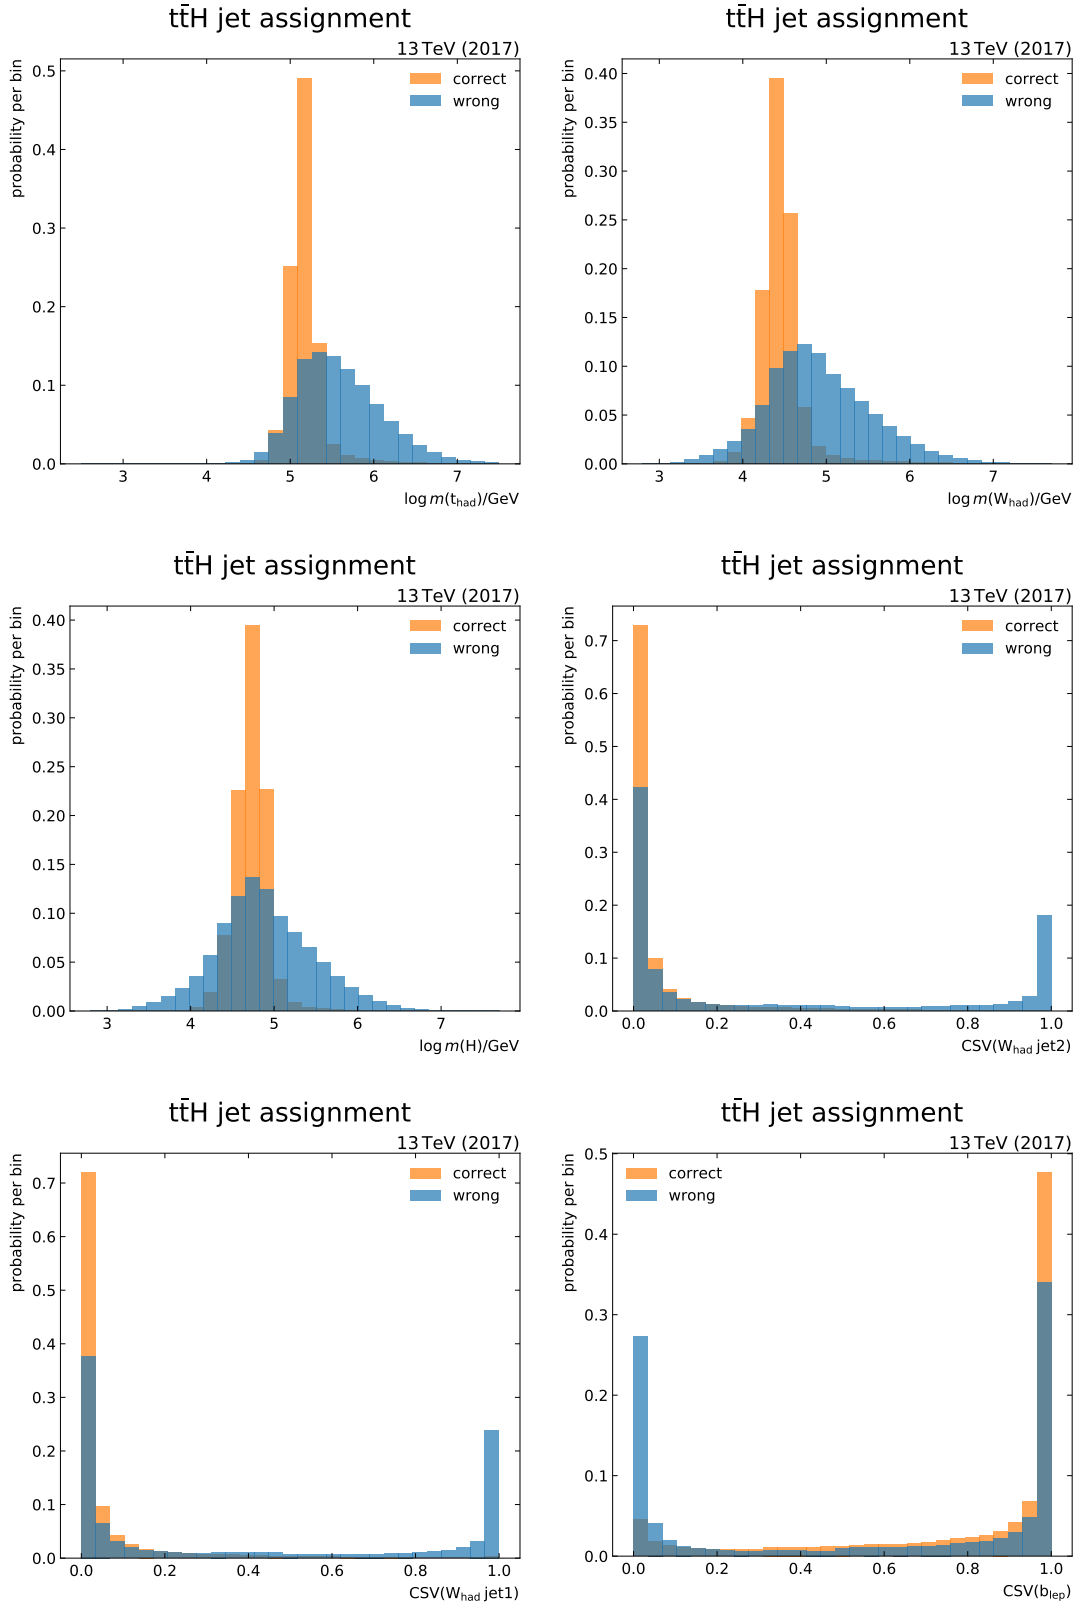 tt̄H jet assignment
13 TeV (2017)
probability per bin
correct
wrong
0.5
0.4
0.3
0.2
0.1
0.0
3 4 5 6 7
log m(t_had)/GeV
tt̄H jet assignment
13 TeV (2017)
probability per bin
correct
wrong
0.40
0.35
0.30
0.25
0.20
0.15
0.10
0.05
0.00
3 4 5 6 7
log m(W_had)/GeV
tt̄H jet assignment
13 TeV (2017)
probability per bin
correct
wrong
0.40
0.35
0.30
0.25
0.20
0.15
0.10
0.05
0.00
3 4 5 6 7
log m(H)/GeV
tt̄H jet assignment
13 TeV (2017)
probability per bin
correct
wrong
0.7
0.6
0.5
0.4
0.3
0.2
0.1
0.0
0.0 0.2 0.4 0.6 0.8 1.0
CSV(W_had jet2)
tt̄H jet assignment
13 TeV (2017)
probability per bin
correct
wrong
0.7
0.6
0.5
0.4
0.3
0.2
0.1
0.0
0.0 0.2 0.4 0.6 0.8 1.0
CSV(W_had jet1)
tt̄H jet assignment
13 TeV (2017)
probability per bin
correct
wrong
0.5
0.4
0.3
0.2
0.1
0.0
0.0 0.2 0.4 0.6 0.8 1.0
CSV(b_lep)